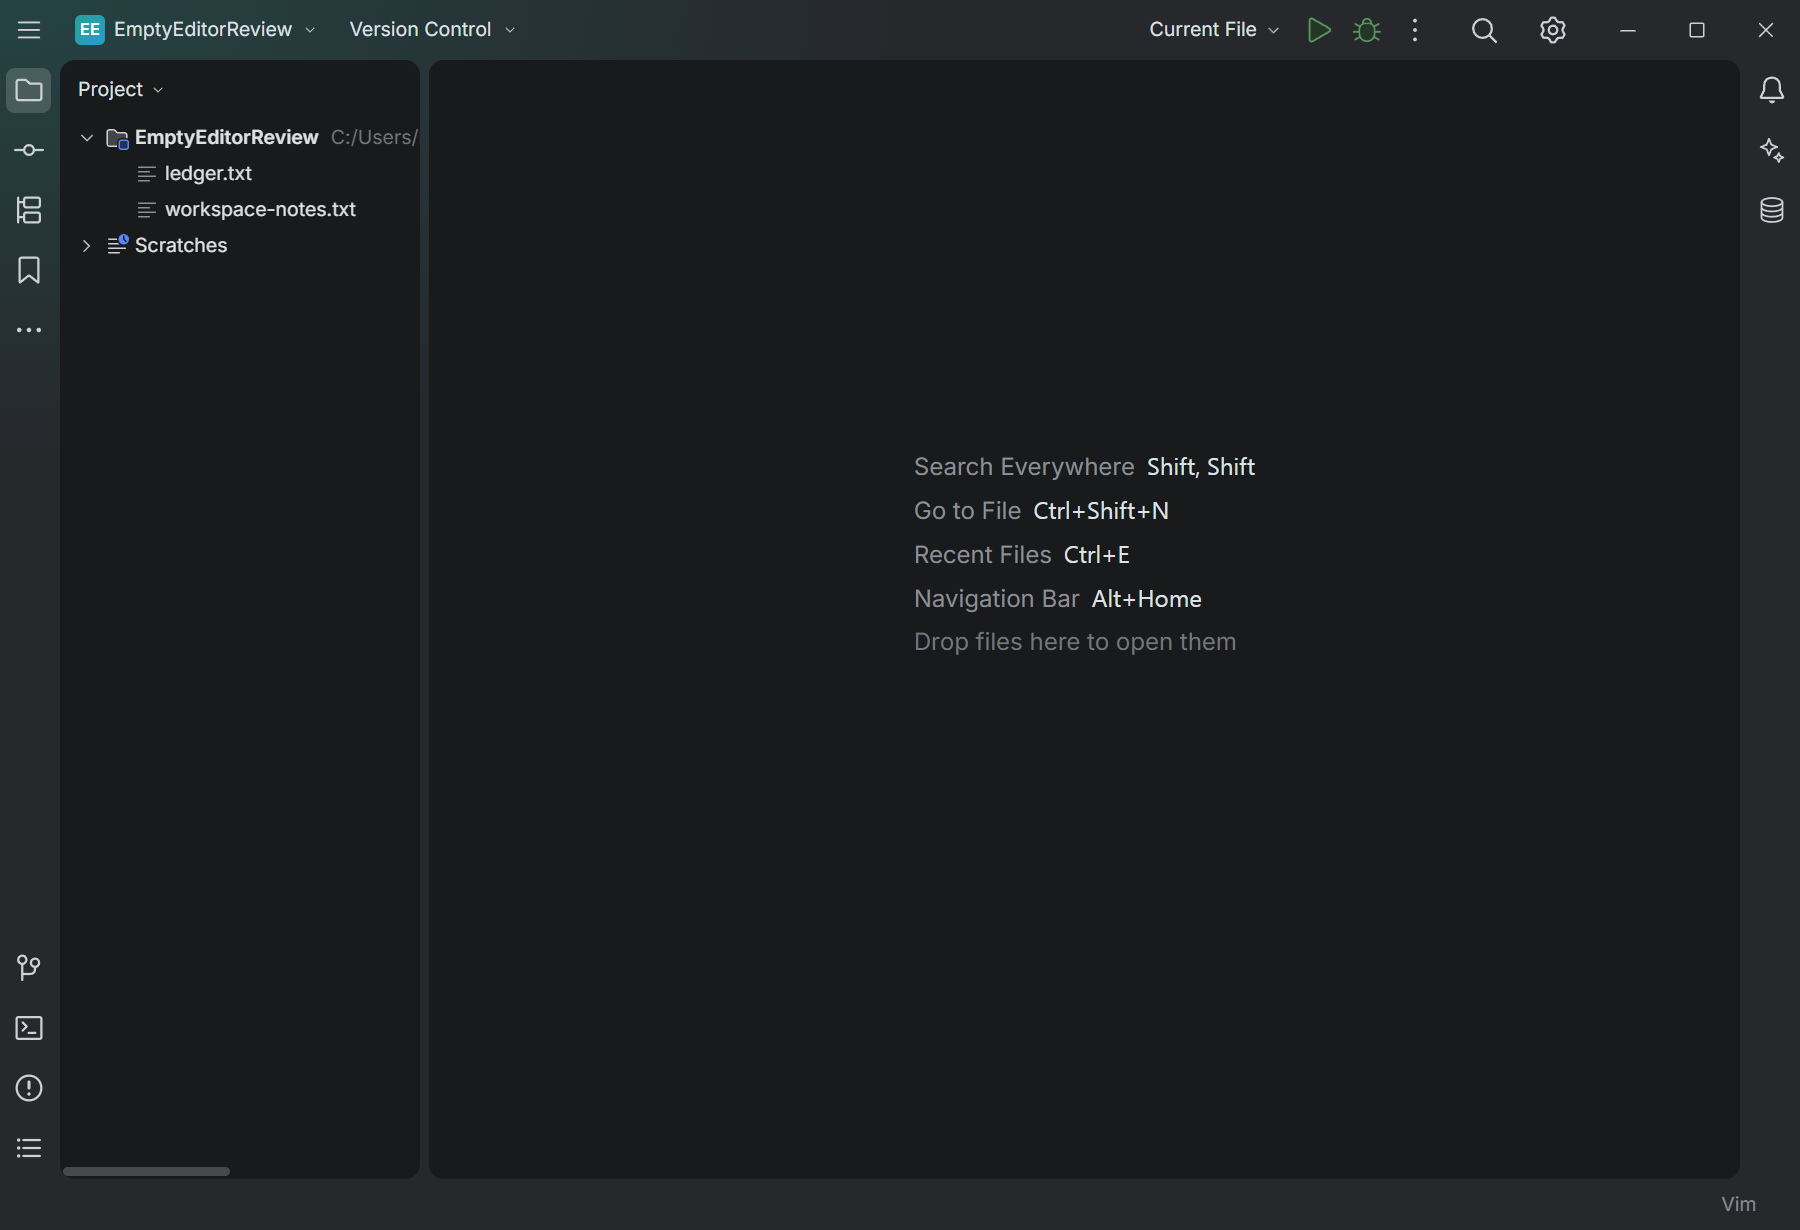 EE EmptyEditorReview Version Control Current File
Project
EmptyEditorReview C:/Users/
ledger.txt
workspace-notes.txt
Scratches
Search Everywhere Shift, Shift
Go to File Ctrl+Shift+N
Recent Files Ctrl+E
Navigation Bar Alt+Home
Drop files here to open them
Vim